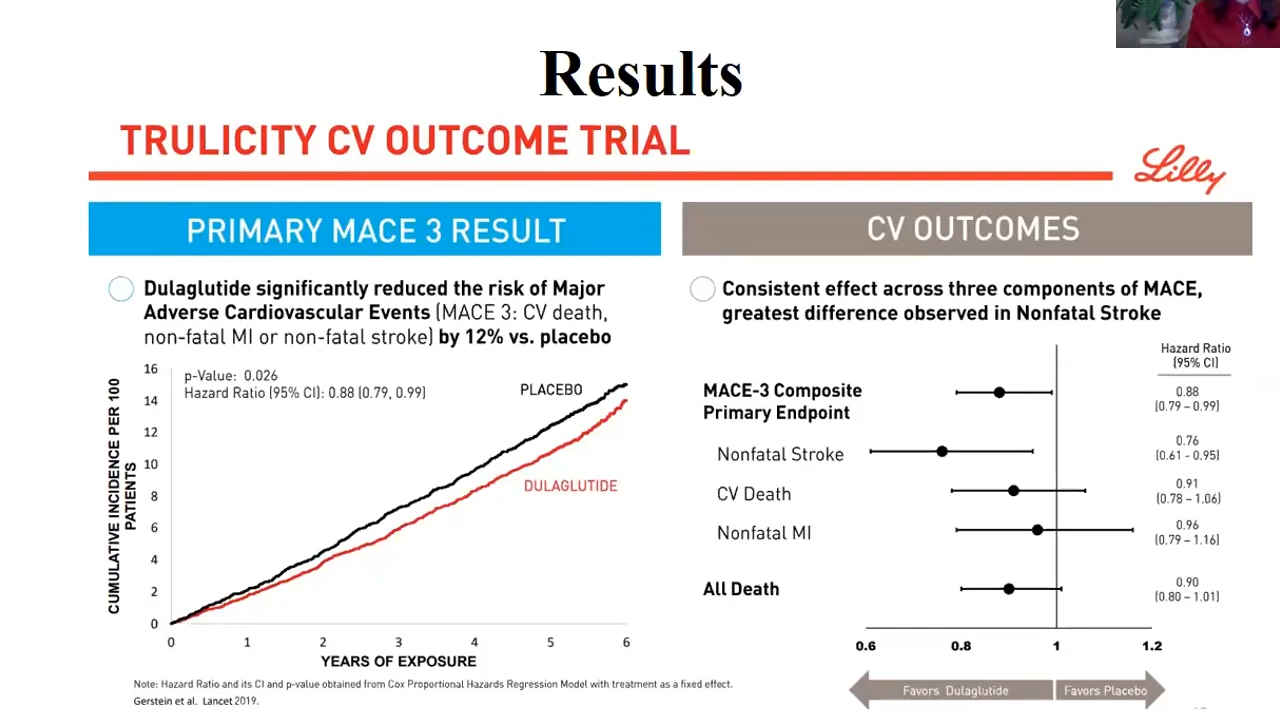 Results
TRULICITY CV OUTCOME TRIAL
Lilly
PRIMARY MACE 3 RESULT
Dulaglutide significantly reduced the risk of Major
Adverse Cardiovascular Events (MACE 3: CV death,
non-fatal MI or non-fatal stroke) by 12% vs. placebo
p-Value: 0.026
Hazard Ratio (95% CI): 0.88 (0.79, 0.99)
PLACEBO
DULAGLUTIDE
CUMULATIVE INCIDENCE PER 100
PATIENTS
16
14
12
10
8
6
4
2
0
0 1 2 3 4 5 6
YEARS OF EXPOSURE
Note: Hazard Ratio and its CI and p-value obtained from Cox Proportional Hazards Regression Model with treatment as a fixed effect.
Gerstein et al. Lancet 2019.
CV OUTCOMES
Consistent effect across three components of MACE,
greatest difference observed in Nonfatal Stroke
Hazard Ratio
(95% CI)
MACE-3 Composite
Primary Endpoint
0.88
(0.79 – 0.99)
Nonfatal Stroke
0.76
(0.61 - 0.95)
CV Death
0.91
(0.78 – 1.06)
Nonfatal MI
0.96
(0.79 – 1.16)
All Death
0.90
(0.80 – 1.01)
0.6 0.8 1 1.2
Favors Dulaglutide
Favors Placebo